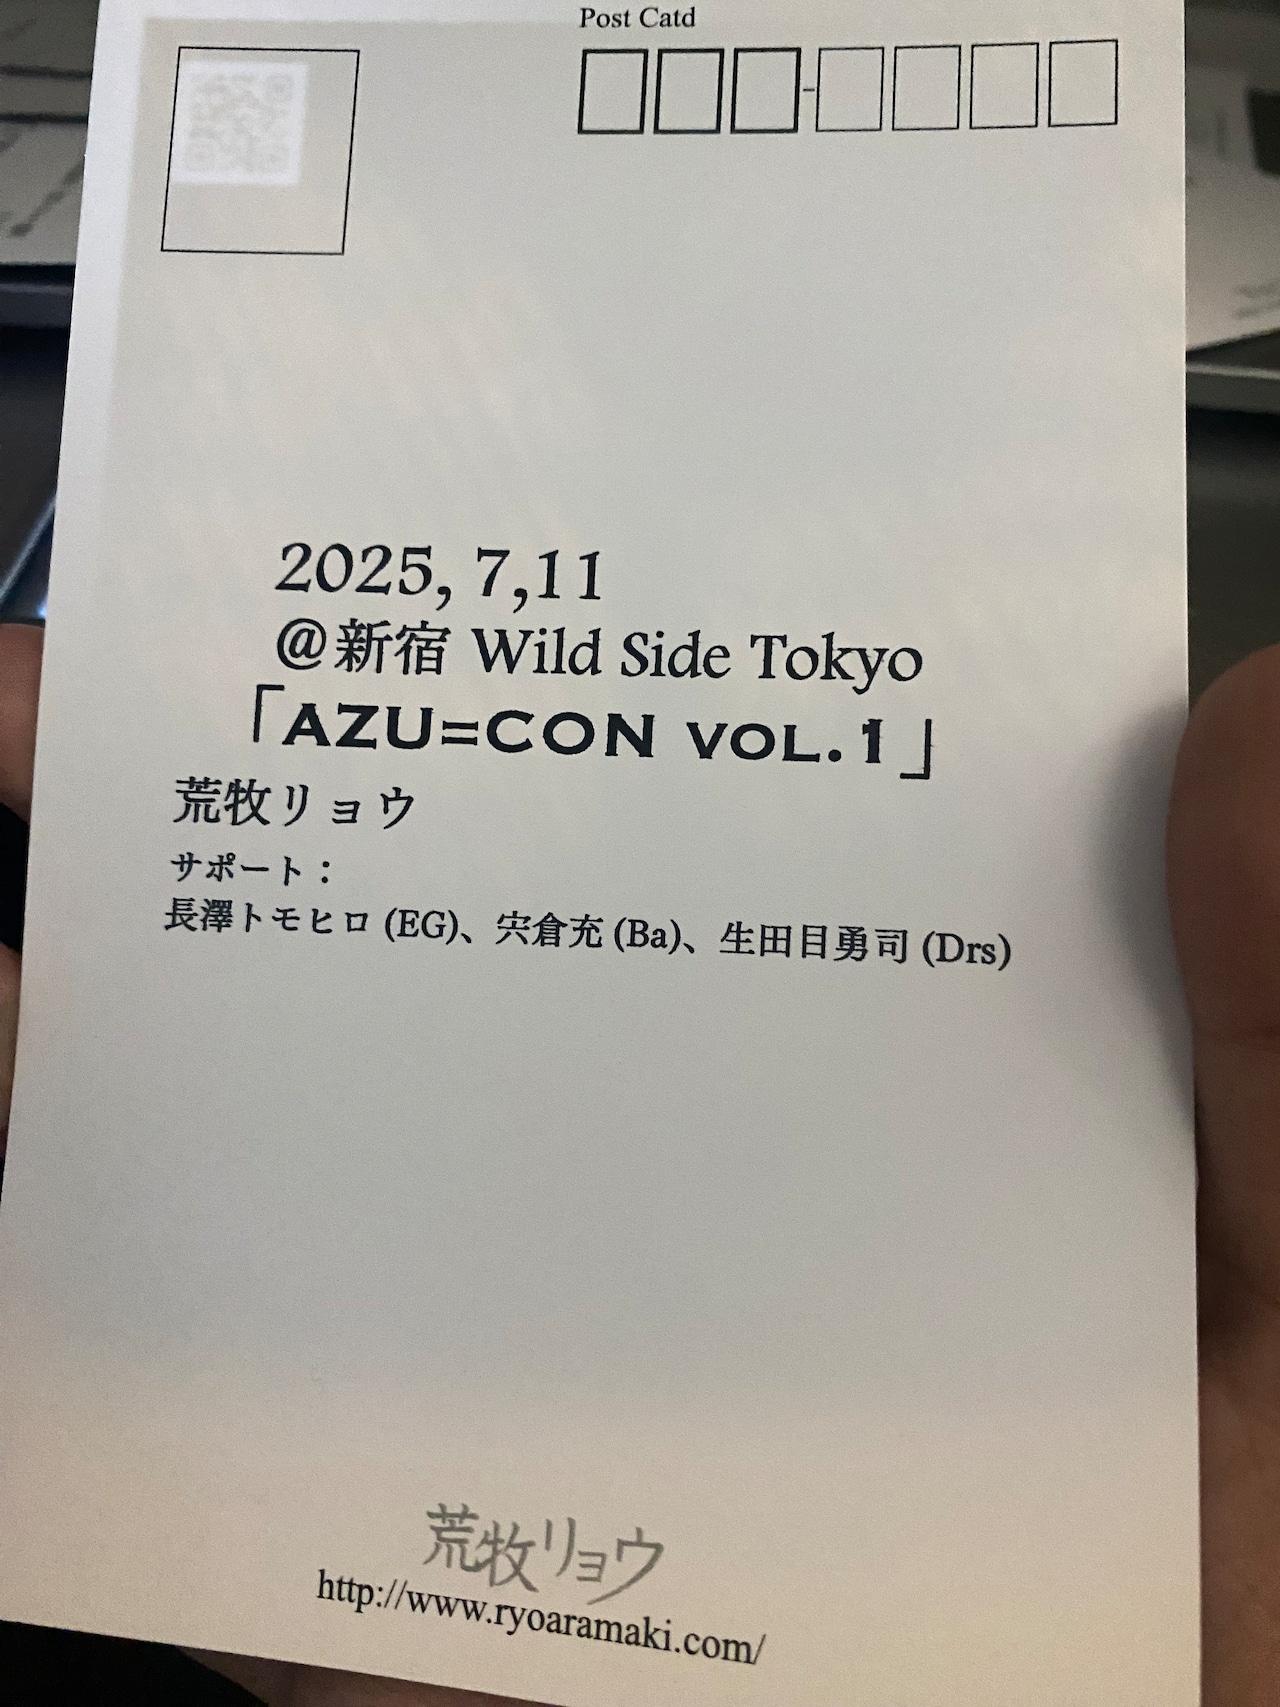 Post Catd
2025, 7,11
@新宿 Wild Side Tokyo
「AZU=CON VOL.1」
荒牧リョウ
サポート：
長澤トモヒロ (EG)、宍倉充 (Ba)、生田目勇司 (Drs)
荒牧リョウ
http://www.ryoaramaki.com/